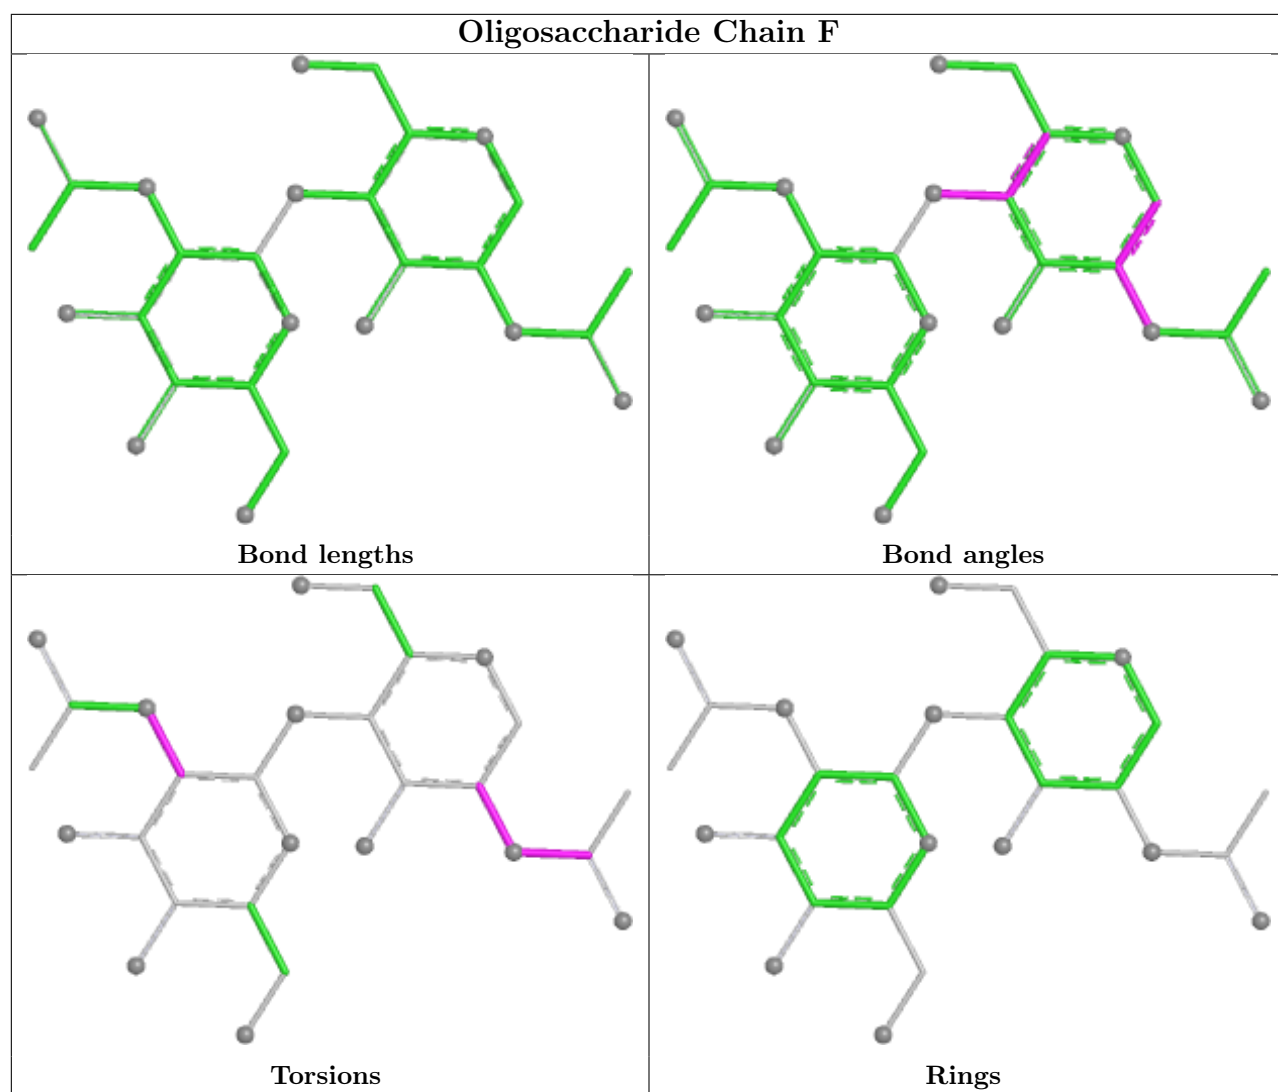 Oligosaccharide Chain F
Bond lengths
Bond angles
Torsions
Rings